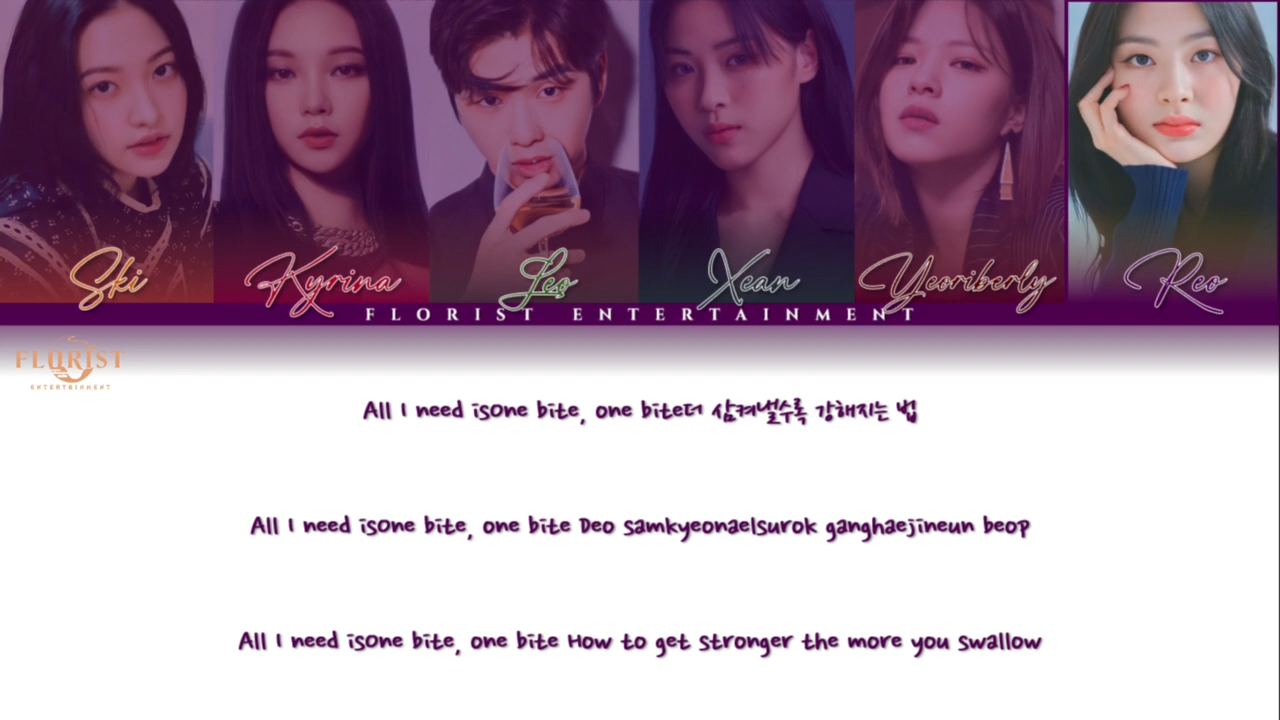 Ski Kyrina Leo Xean Yeoriberly Reo
FLORIST ENTERTAINMENT
FLORIST
ENTERTAINMENT
All I need isOne bite, one bite더 삼켜낼수록 강해지는 법
All I need isOne bite, one bite Deo samkyeonaelsurok ganghaejineun beop
All I need isOne bite, one bite How to get stronger the more you swallow